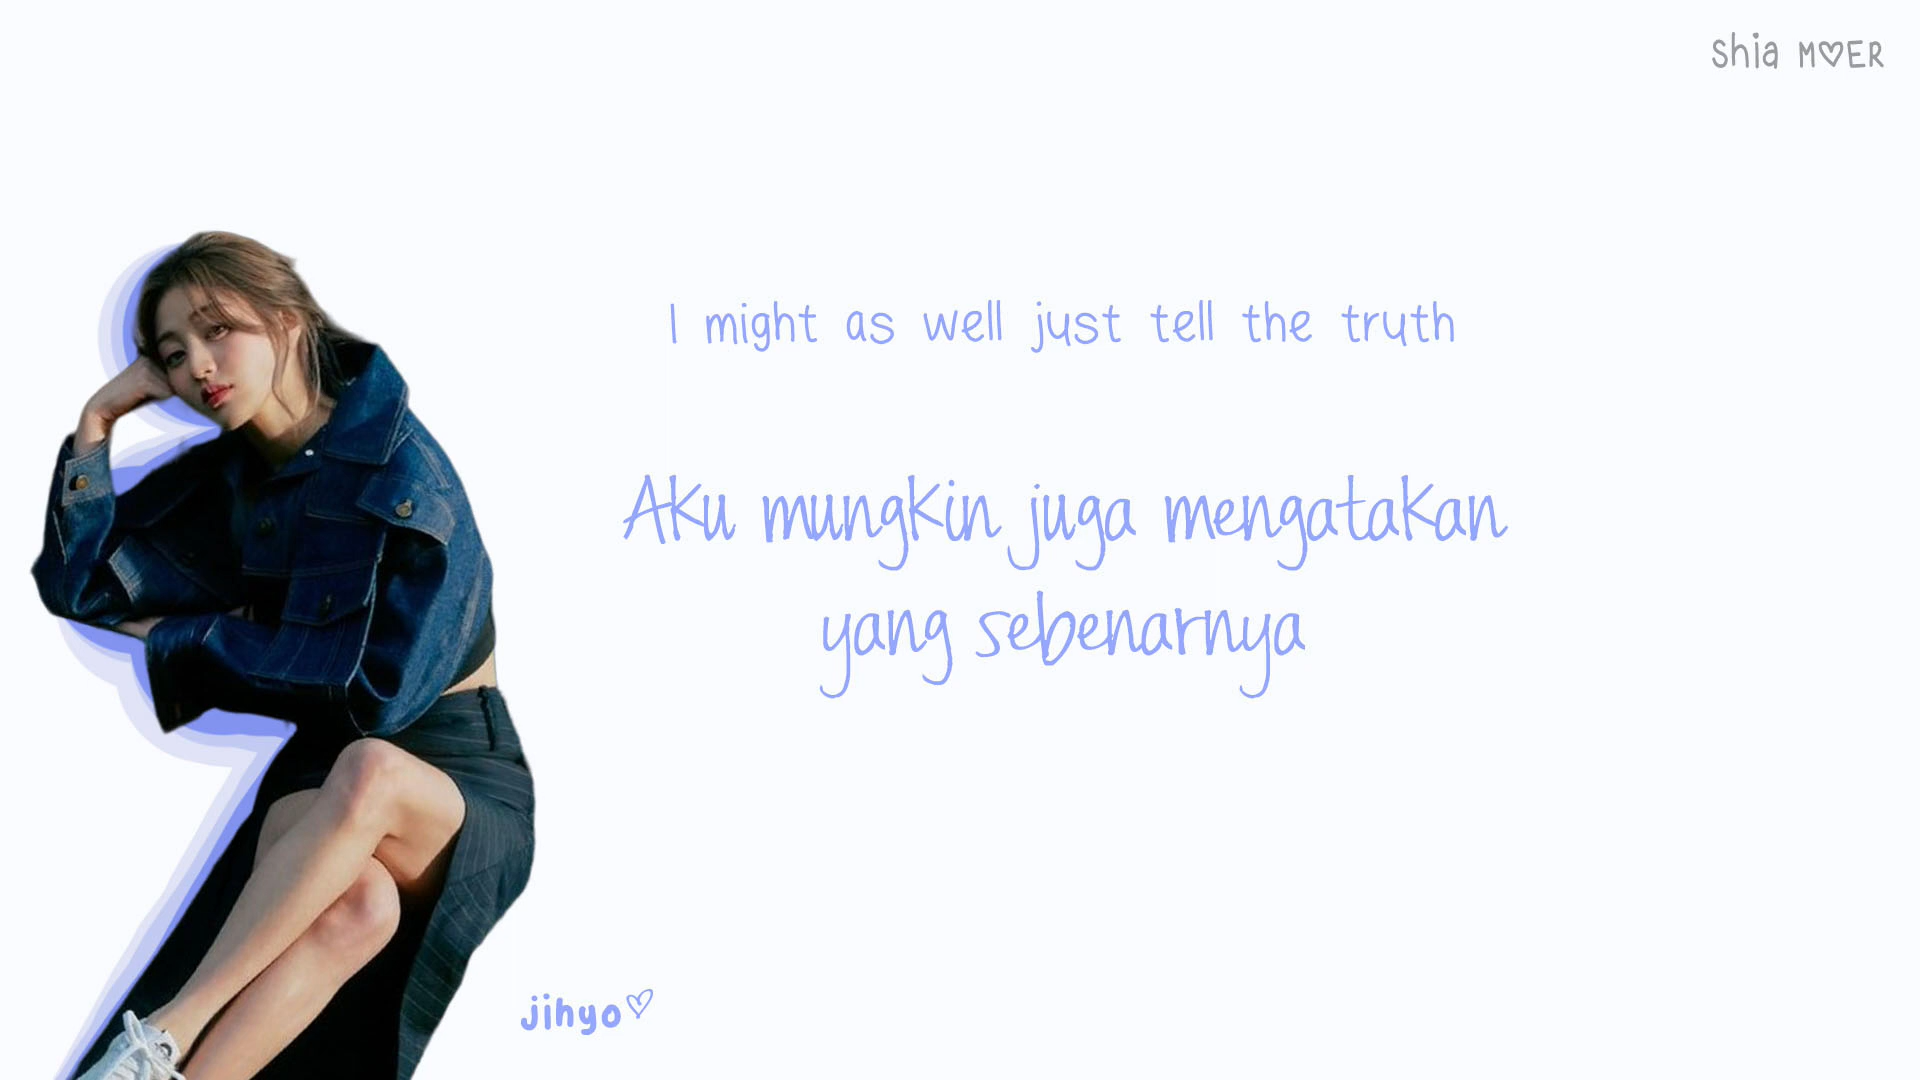 Shia M♡ER
I might as well just tell the truth
Aku mungkin juga mengatakan
yang sebenarnya
jihyo♡